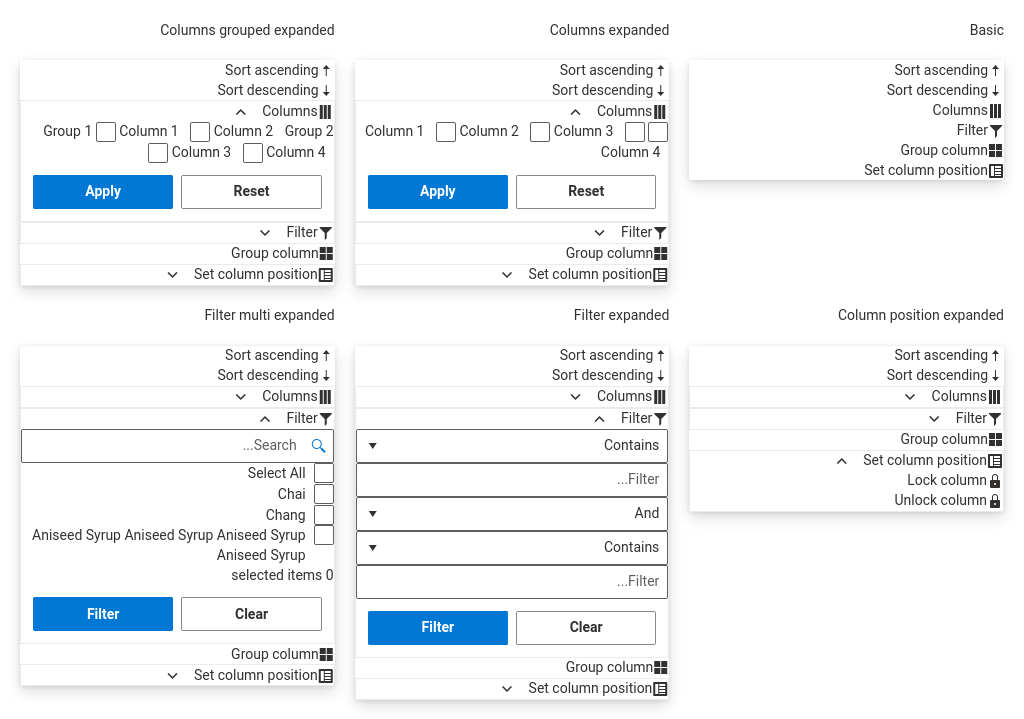 Columns grouped expanded
Sort ascending
Sort descending
Columns
Group 1 Column 1 Column 2 Group 2
Column 3 Column 4
Apply Reset
Filter
Group column
Set column position
Columns expanded
Sort ascending
Sort descending
Columns
Column 1 Column 2 Column 3
Column 4
Apply Reset
Filter
Group column
Set column position
Basic
Sort ascending
Sort descending
Columns
Filter
Group column
Set column position
Filter multi expanded
Sort ascending
Sort descending
Columns
Filter
...Search
Select All
Chai
Chang
Aniseed Syrup Aniseed Syrup Aniseed Syrup
Aniseed Syrup
selected items 0
Filter Clear
Group column
Set column position
Filter expanded
Sort ascending
Sort descending
Columns
Filter
Contains
...Filter
And
Contains
...Filter
Filter Clear
Group column
Set column position
Column position expanded
Sort ascending
Sort descending
Columns
Filter
Group column
Set column position
Lock column
Unlock column